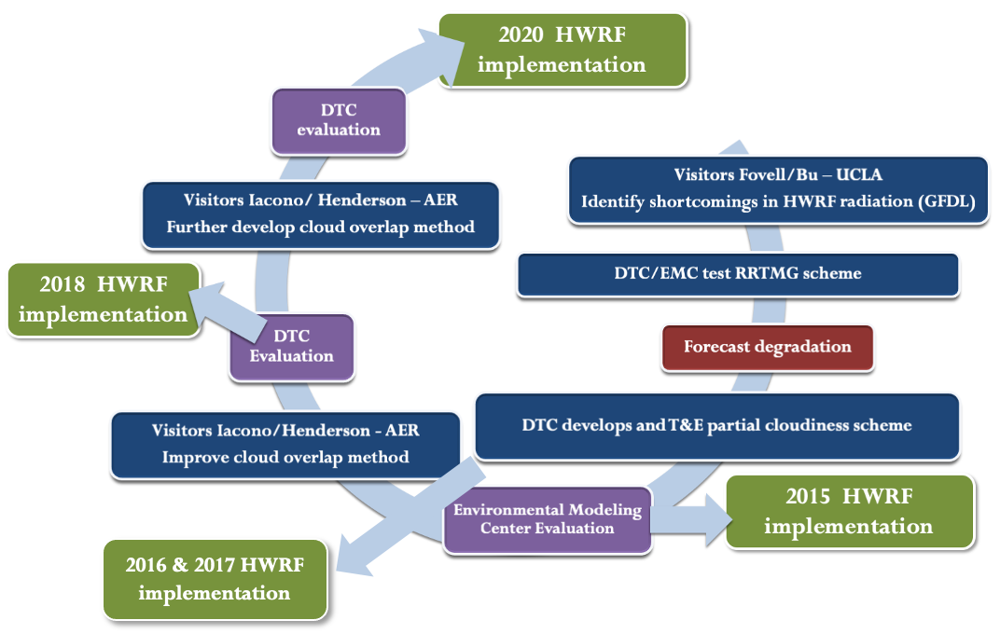 2020 HWRF
implementation
DTC
evaluation
Visitors Fovell/Bu – UCLA
Identify shortcomings in HWRF radiation (GFDL)
Visitors Iacono/ Henderson – AER
Further develop cloud overlap method
DTC/EMC test RRTMG scheme
2018 HWRF
implementation
DTC
Evaluation
Forecast degradation
Visitors Iacono/Henderson - AER
Improve cloud overlap method
DTC develops and T&E partial cloudiness scheme
Environmental Modeling
Center Evaluation
2015 HWRF
implementation
2016 & 2017 HWRF
implementation